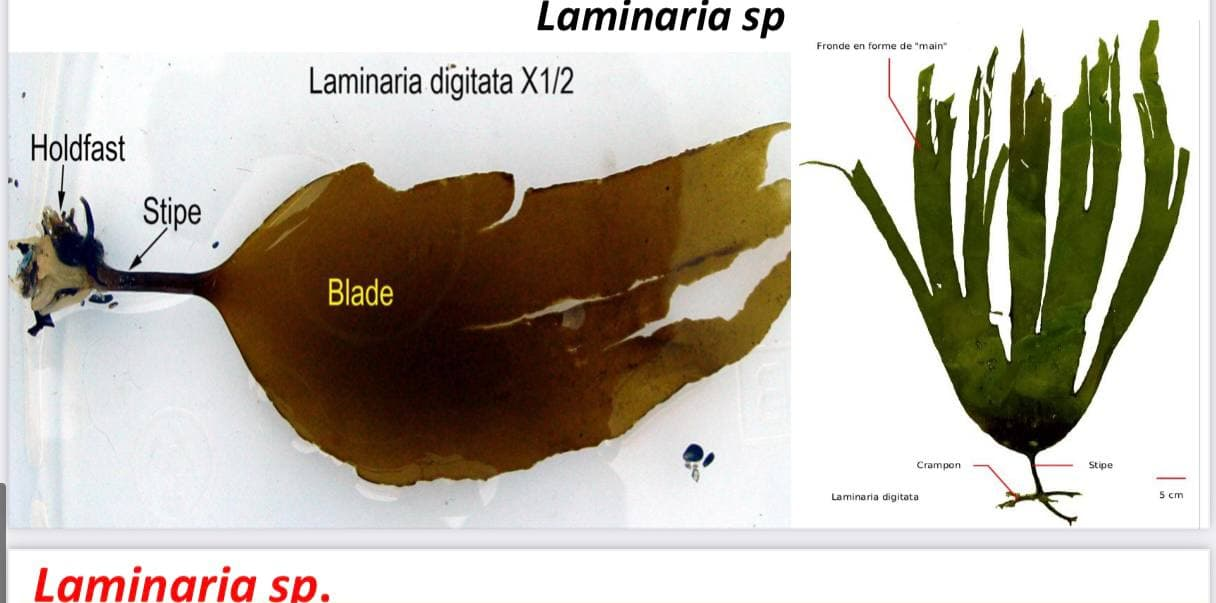 Laminaria sp
Laminaria digitata X1/2
Holdfast
Stipe
Blade
Fronde en forme de "main"
Crampon
Stipe
Laminaria digitata
5 cm
Laminaria sp.